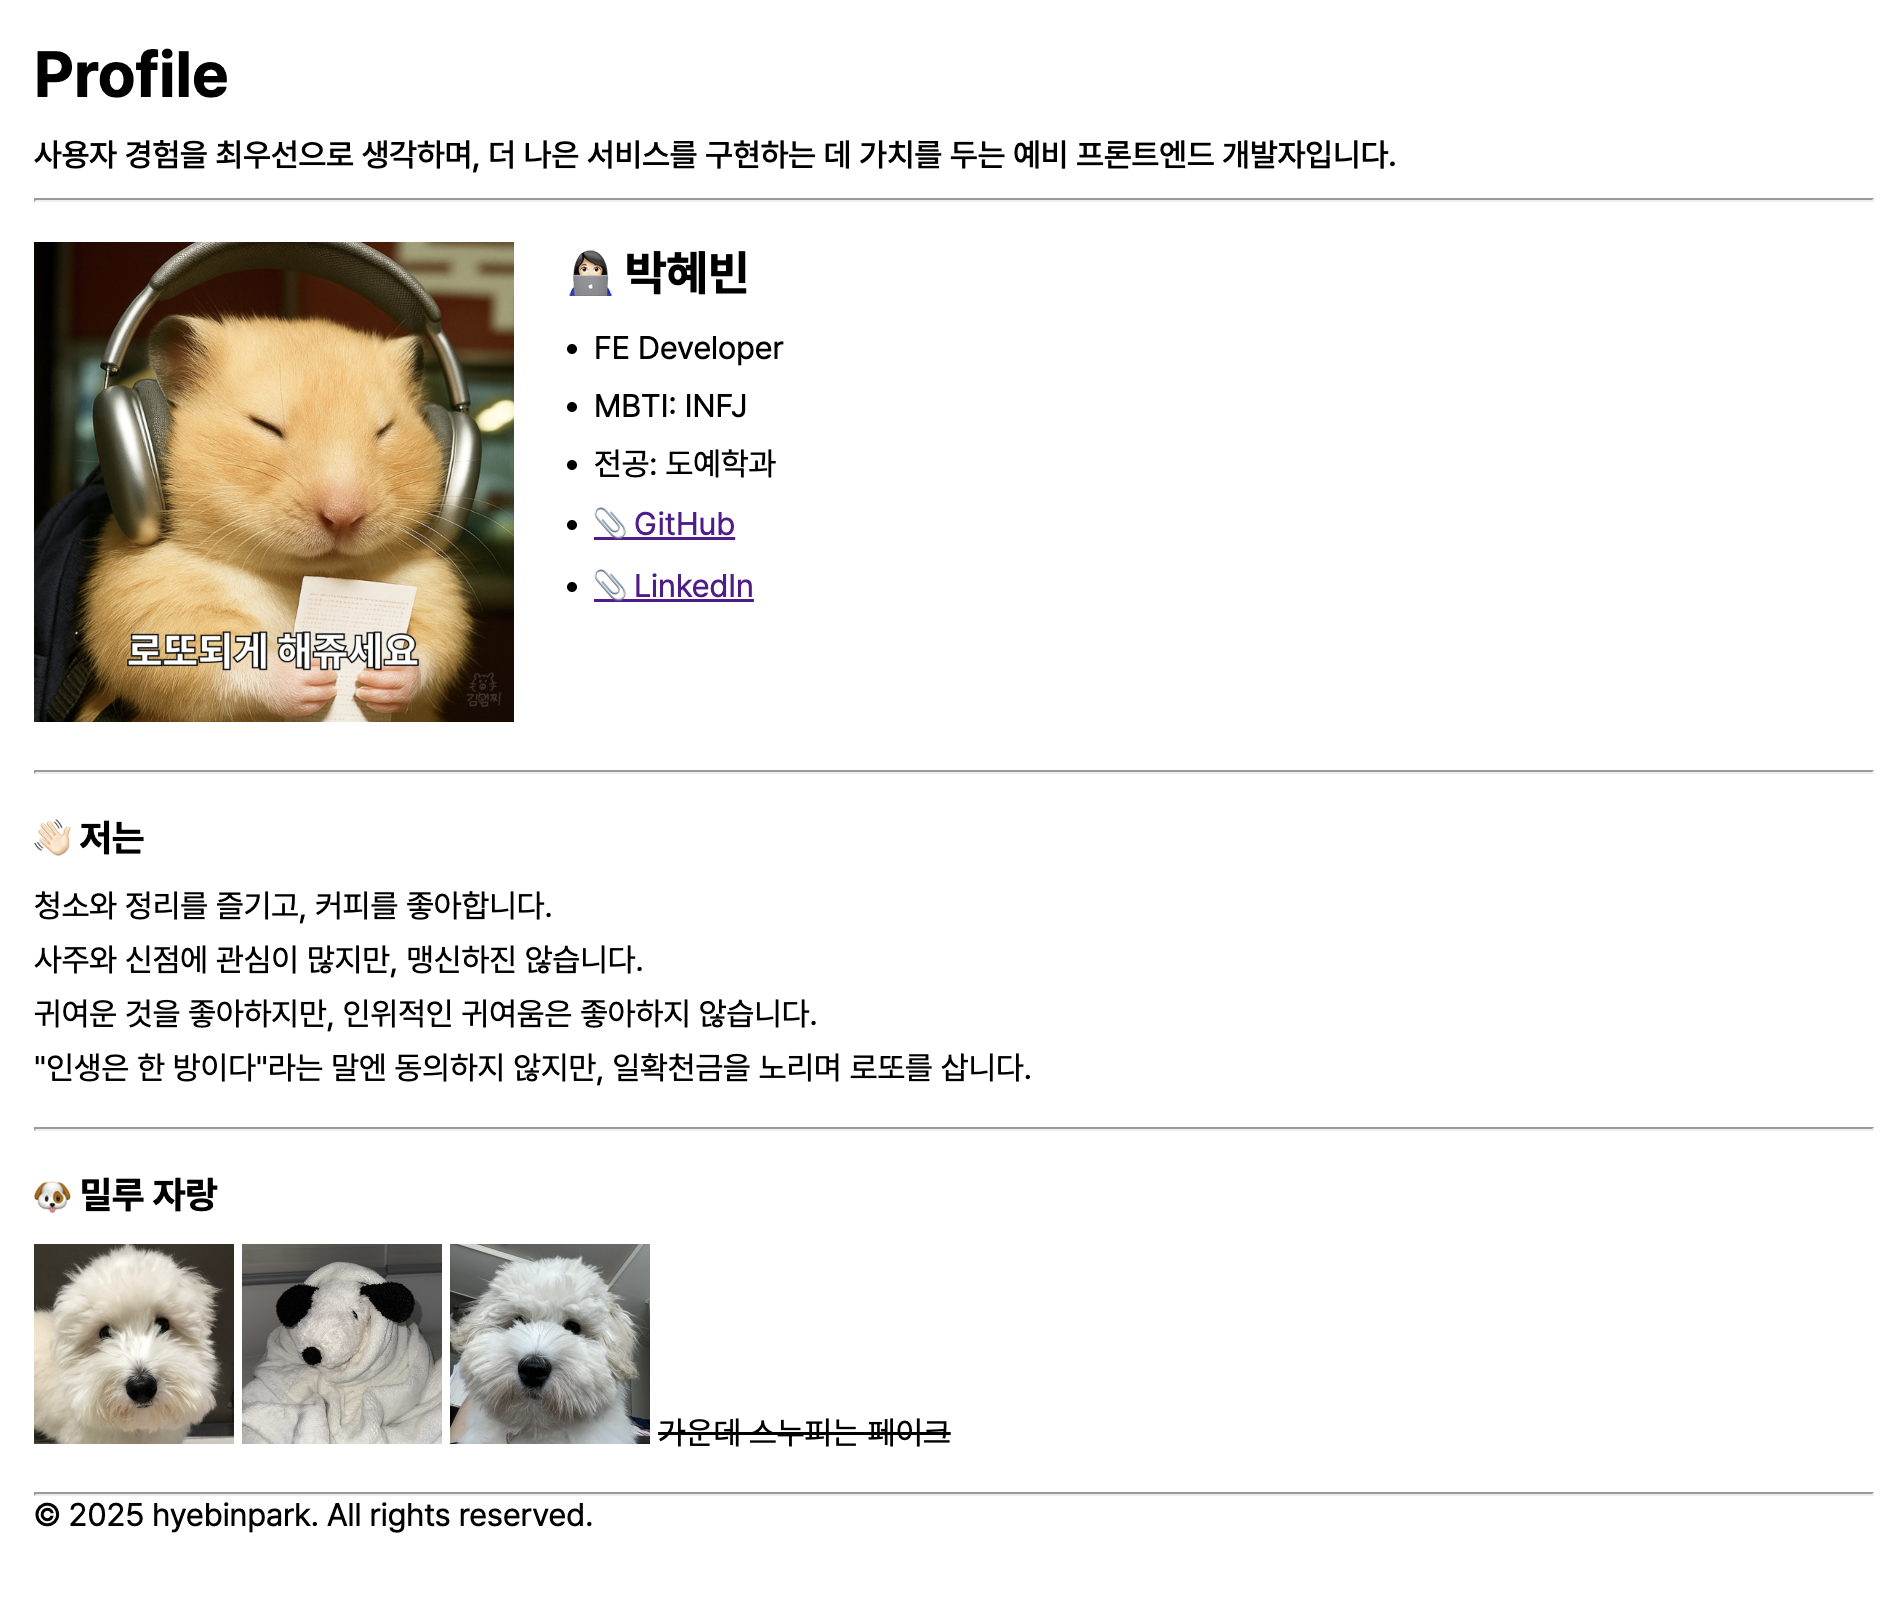 Profile
사용자 경험을 최우선으로 생각하며, 더 나은 서비스를 구현하는 데 가치를 두는 예비 프론트엔드 개발자입니다.
로또되게 해쥬세요
김햄찌
👩🏻‍💻 박혜빈
• FE Developer
• MBTI: INFJ
• 전공: 도예학과
• 📎 GitHub
• 📎 LinkedIn
👋🏻 저는
청소와 정리를 즐기고, 커피를 좋아합니다.
사주와 신점에 관심이 많지만, 맹신하진 않습니다.
귀여운 것을 좋아하지만, 인위적인 귀여움은 좋아하지 않습니다.
"인생은 한 방이다"라는 말엔 동의하지 않지만, 일확천금을 노리며 로또를 삽니다.
🐶 밀루 자랑
가운데 스누피는 페이크
© 2025 hyebinpark. All rights reserved.